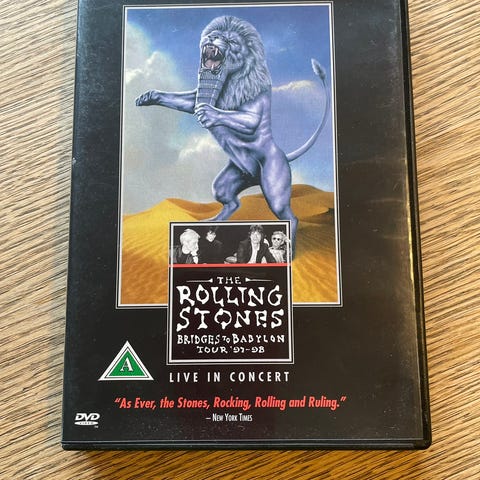 THE
ROLLING
STONES
BRIDGES TO BABYLON
TOUR '97-98
A
LIVE IN CONCERT
"As Ever, the Stones, Rocking, Rolling and Ruling."
– NEW YORK TIMES
DVD
VIDEO